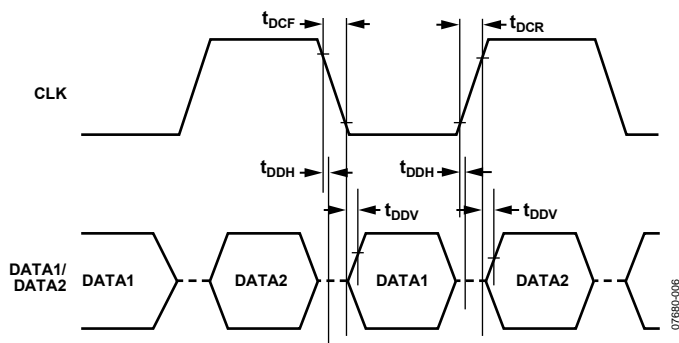 tDCF
tDCR
CLK
tDDH
tDDH
tDDV
tDDV
DATA1/
DATA2
DATA1
DATA2
DATA1
DATA2
07680-006